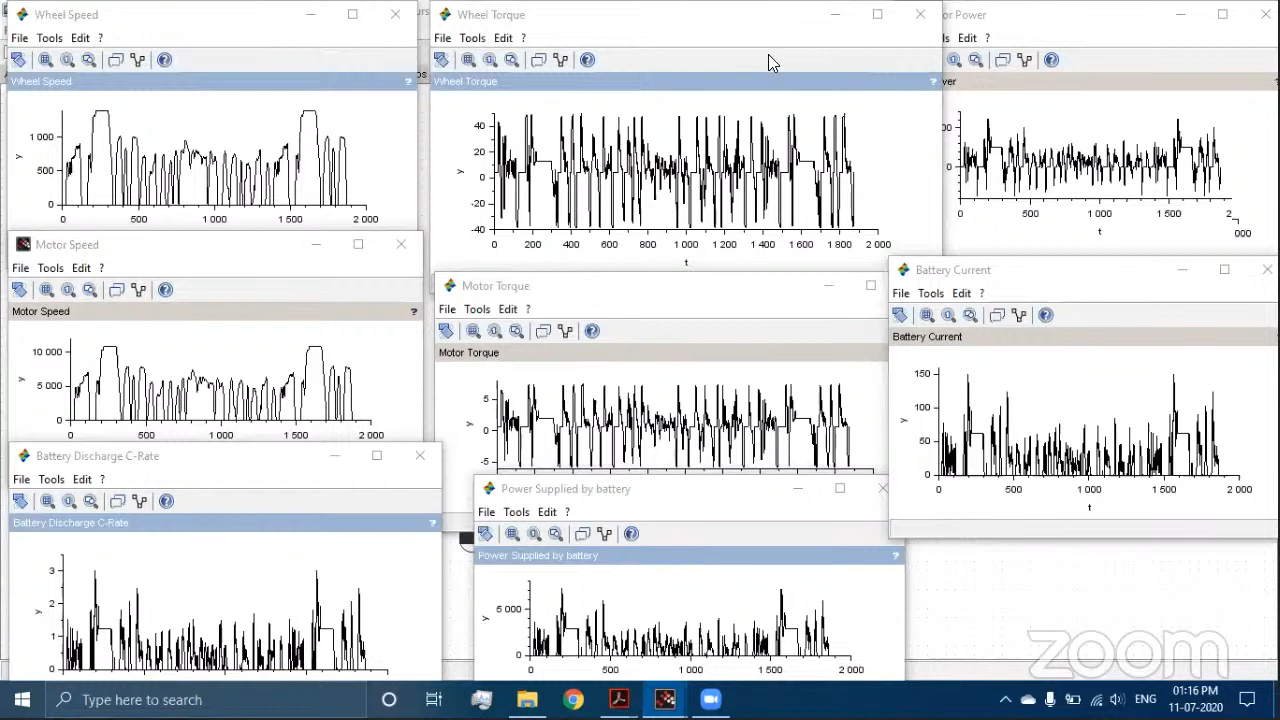 Wheel Speed
File Tools Edit ?
Wheel Speed ?
1 000
500
0
y
0 500 1 000 1 500 2 000
Wheel Torque
File Tools Edit ?
Wheel Torque ?
40
20
0
-20
-40
y
0 200 400 600 800 1 000 1 200 1 400 1 600 1 800 2 000
t
or Power
ls Edit ?
wer
00
0
0 500 1 000 1 500 2
000
t
Motor Speed
File Tools Edit ?
Motor Speed ?
10 000
5 000
0
y
0 500 1 000 1 500 2 000
Motor Torque
File Tools Edit ?
Motor Torque
5
0
-5
y
Battery Current
File Tools Edit ?
Battery Current
150
100
50
0
y
0 500 1 000 1 500 2 000
t
Battery Discharge C-Rate
File Tools Edit ?
Battery Discharge C-Rate ?
3
2
1
0
y
Power Supplied by battery
File Tools Edit ?
Power Supplied by battery ?
5 000
0
y
0 500 1 000 1 500 2 000
zoom
Type here to search
ENG
01:16 PM
11-07-2020